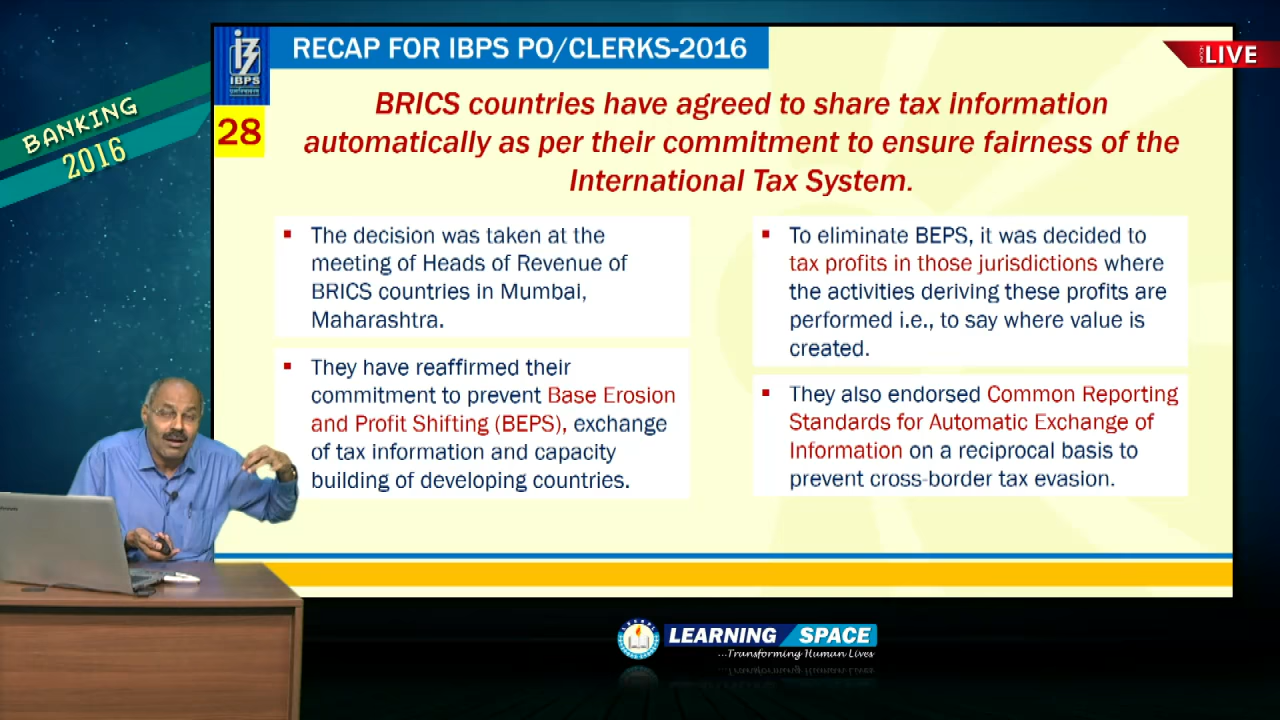 RECAP FOR IBPS PO/CLERKS-2016
IBPS
LIVE
BANKING
2016
28
BRICS countries have agreed to share tax information
automatically as per their commitment to ensure fairness of the
International Tax System.
The decision was taken at the
meeting of Heads of Revenue of
BRICS countries in Mumbai,
Maharashtra.
They have reaffirmed their
commitment to prevent Base Erosion
and Profit Shifting (BEPS), exchange
of tax information and capacity
building of developing countries.
To eliminate BEPS, it was decided to
tax profits in those jurisdictions where
the activities deriving these profits are
performed i.e., to say where value is
created.
They also endorsed Common Reporting
Standards for Automatic Exchange of
Information on a reciprocal basis to
prevent cross-border tax evasion.
LEARNING SPACE
...Transforming Human Lives